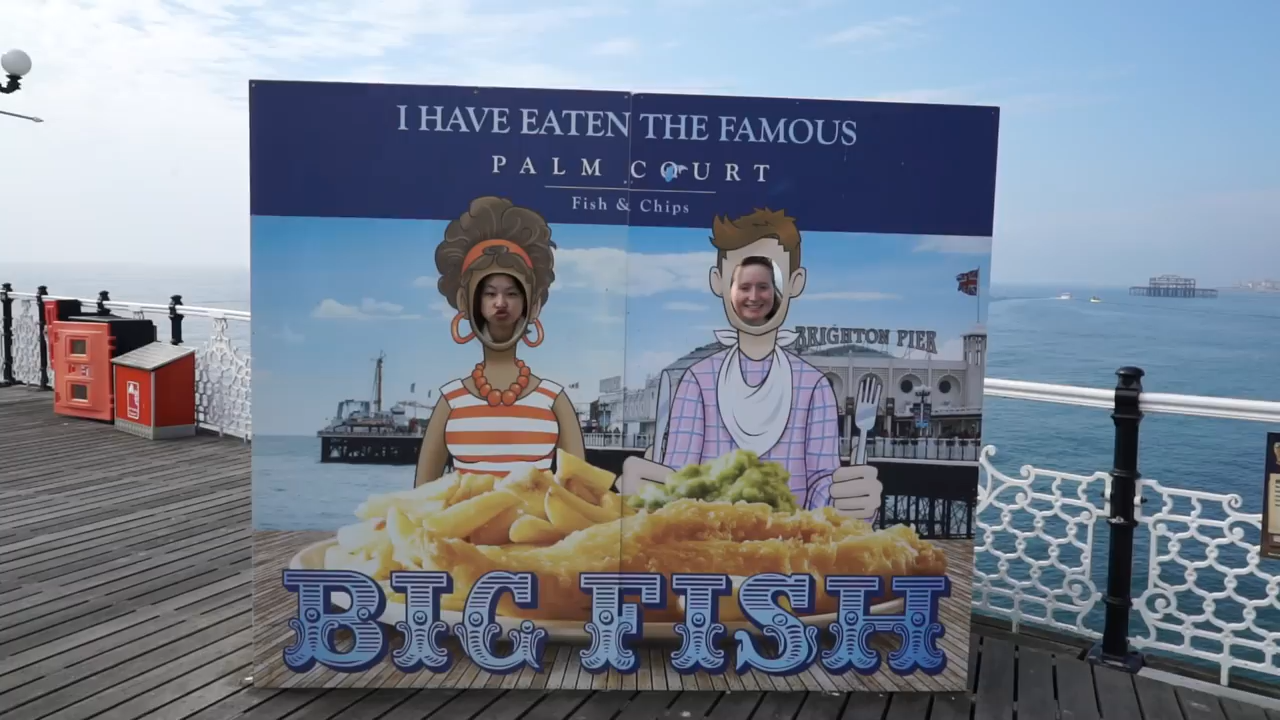 I HAVE EATEN THE FAMOUS
PALM COURT
Fish & Chips
BRIGHTON PIER
BIG FISH